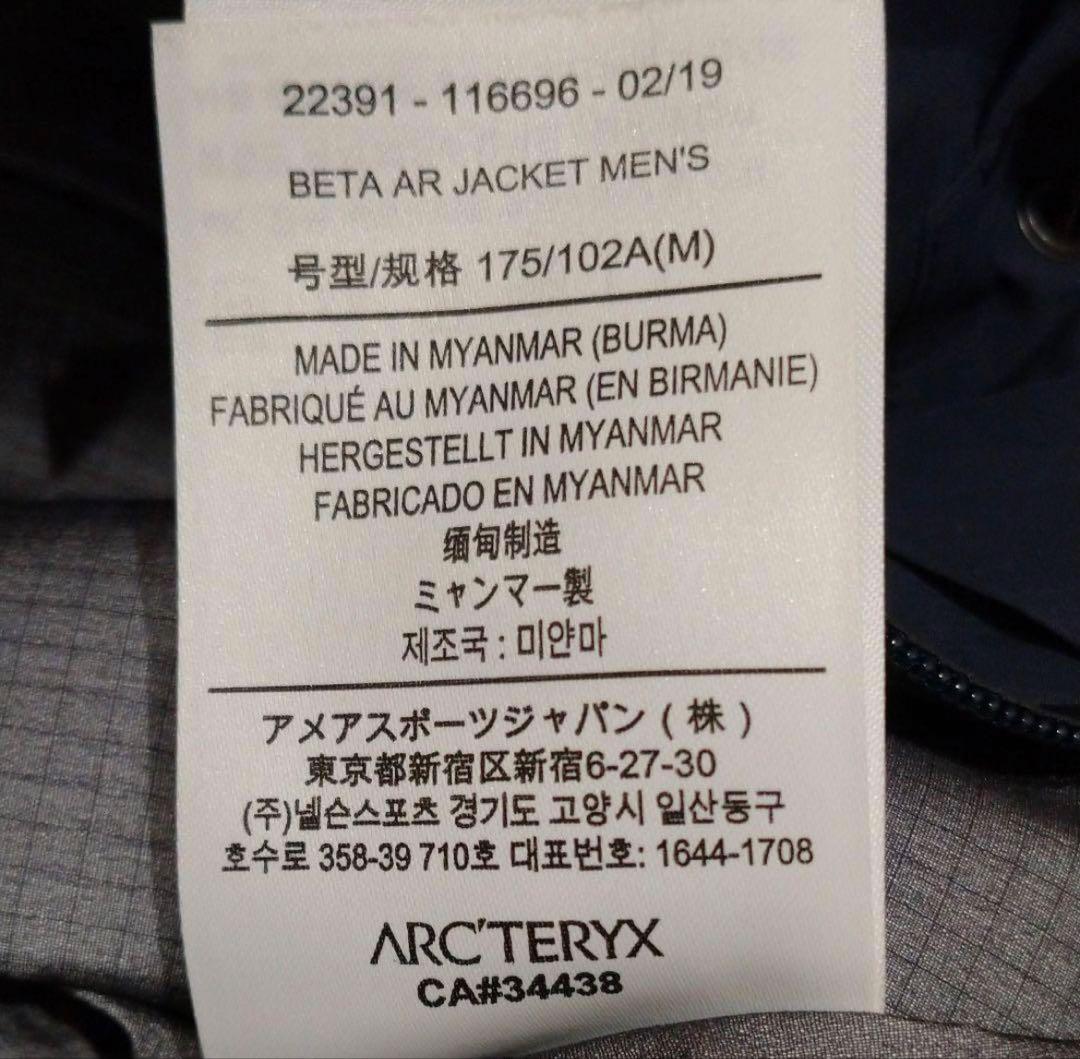 22391 - 116696 - 02/19
BETA AR JACKET MEN'S
号型/规格 175/102A(M)
MADE IN MYANMAR (BURMA)
FABRIQUÉ AU MYANMAR (EN BIRMANIE)
HERGESTELLT IN MYANMAR
FABRICADO EN MYANMAR
缅甸制造
ミャンマー製
제조국 : 미얀마
アメアスポーツジャパン ( 株 )
東京都新宿区新宿6-27-30
(주)넬슨스포츠 경기도 고양시 일산동구
호수로 358-39 710호 대표번호: 1644-1708
ARC'TERYX
CA#34438